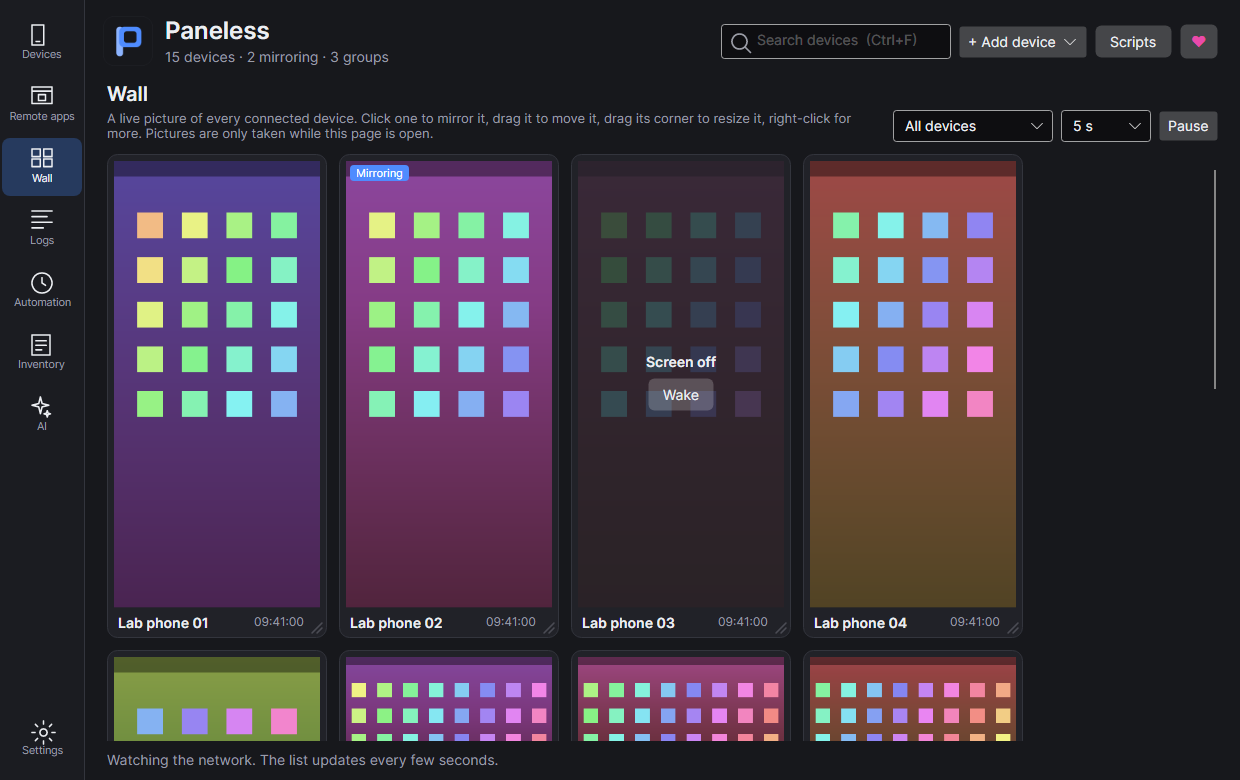 Devices
Remote apps
Wall
Logs
Automation
Inventory
AI
Settings
Paneless
15 devices · 2 mirroring · 3 groups
Search devices (Ctrl+F)
+ Add device
Scripts
Wall
A live picture of every connected device. Click one to mirror it, drag it to move it, drag its corner to resize it, right-click for
more. Pictures are only taken while this page is open.
All devices
5 s
Pause
Mirroring
Screen off
Wake
Lab phone 01 09:41:00
Lab phone 02 09:41:00
Lab phone 03 09:41:00
Lab phone 04 09:41:00
Watching the network. The list updates every few seconds.